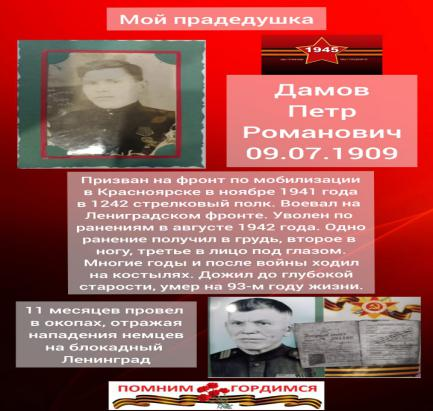 Мой прадедушка
1945
Дамов
Петр
Романович
09.07.1909
Призван на фронт по мобилизации
в Красноярске в ноябре 1941 года
в 1242 стрелковый полк. Воевал на
Лениградском фронте. Уволен по
ранениям в августе 1942 года. Одно
ранение получил в грудь, второе в
ногу, третье в лицо под глазом.
Многие годы и после войны ходил
на костылях. Дожил до глубокой
старости, умер на 93-м году жизни.
11 месяцев провел
в окопах, отражая
нападения немцев
на блокадный
Ленинград
ПОМНИМ ГОРДИМСЯ